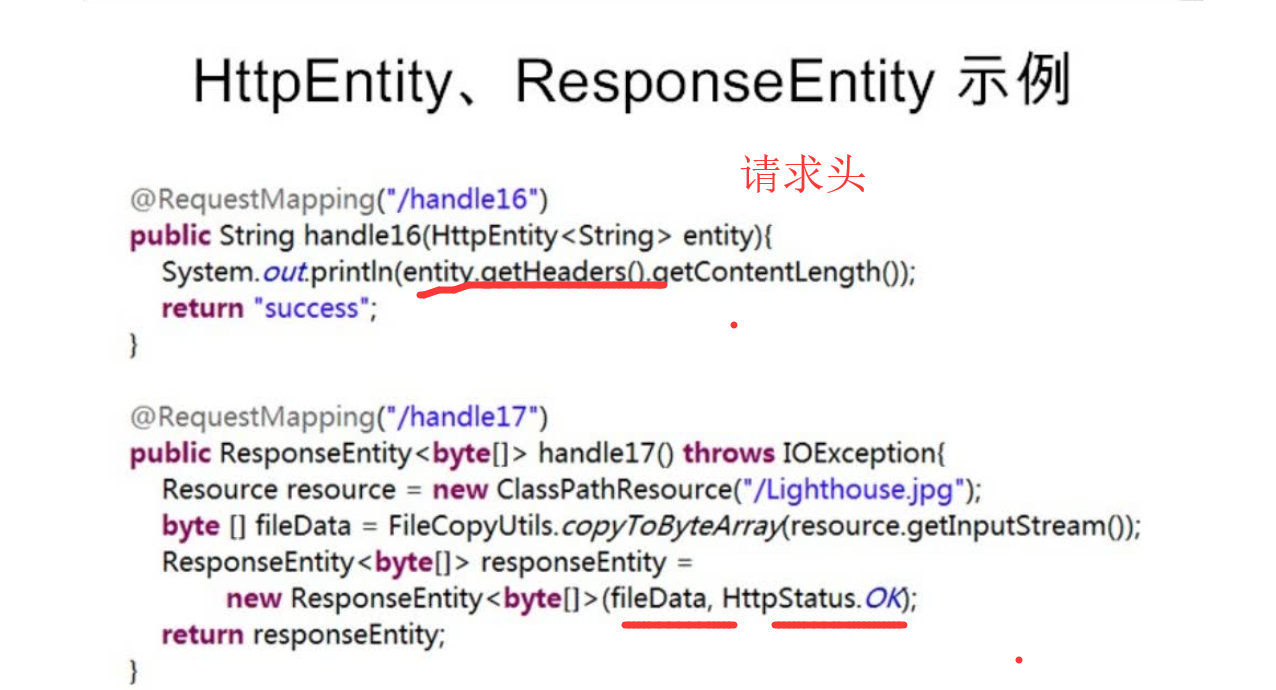 HttpEntity、ResponseEntity 示例
请求头
@RequestMapping("/handle16")
public String handle16(HttpEntity<String> entity){
System.out.println(entity.getHeaders().getContentLength());
return "success";
}
@RequestMapping("/handle17")
public ResponseEntity<byte[]> handle17() throws IOException{
Resource resource = new ClassPathResource("/Lighthouse.jpg");
byte [] fileData = FileCopyUtils.copyToByteArray(resource.getInputStream());
ResponseEntity<byte[]> responseEntity =
new ResponseEntity<byte[]>(fileData, HttpStatus.OK);
return responseEntity;
}